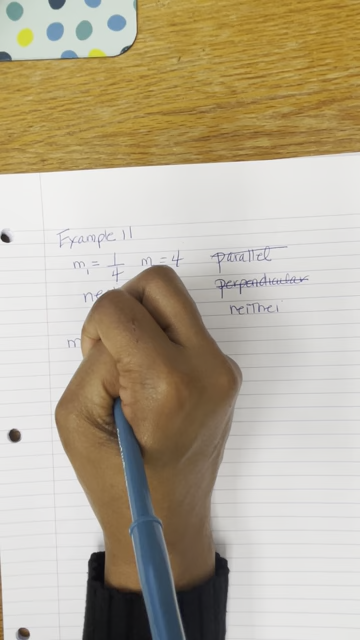 Example 11
m₁ = 1/4 m = 4 parallel
perpendicular
neither
m